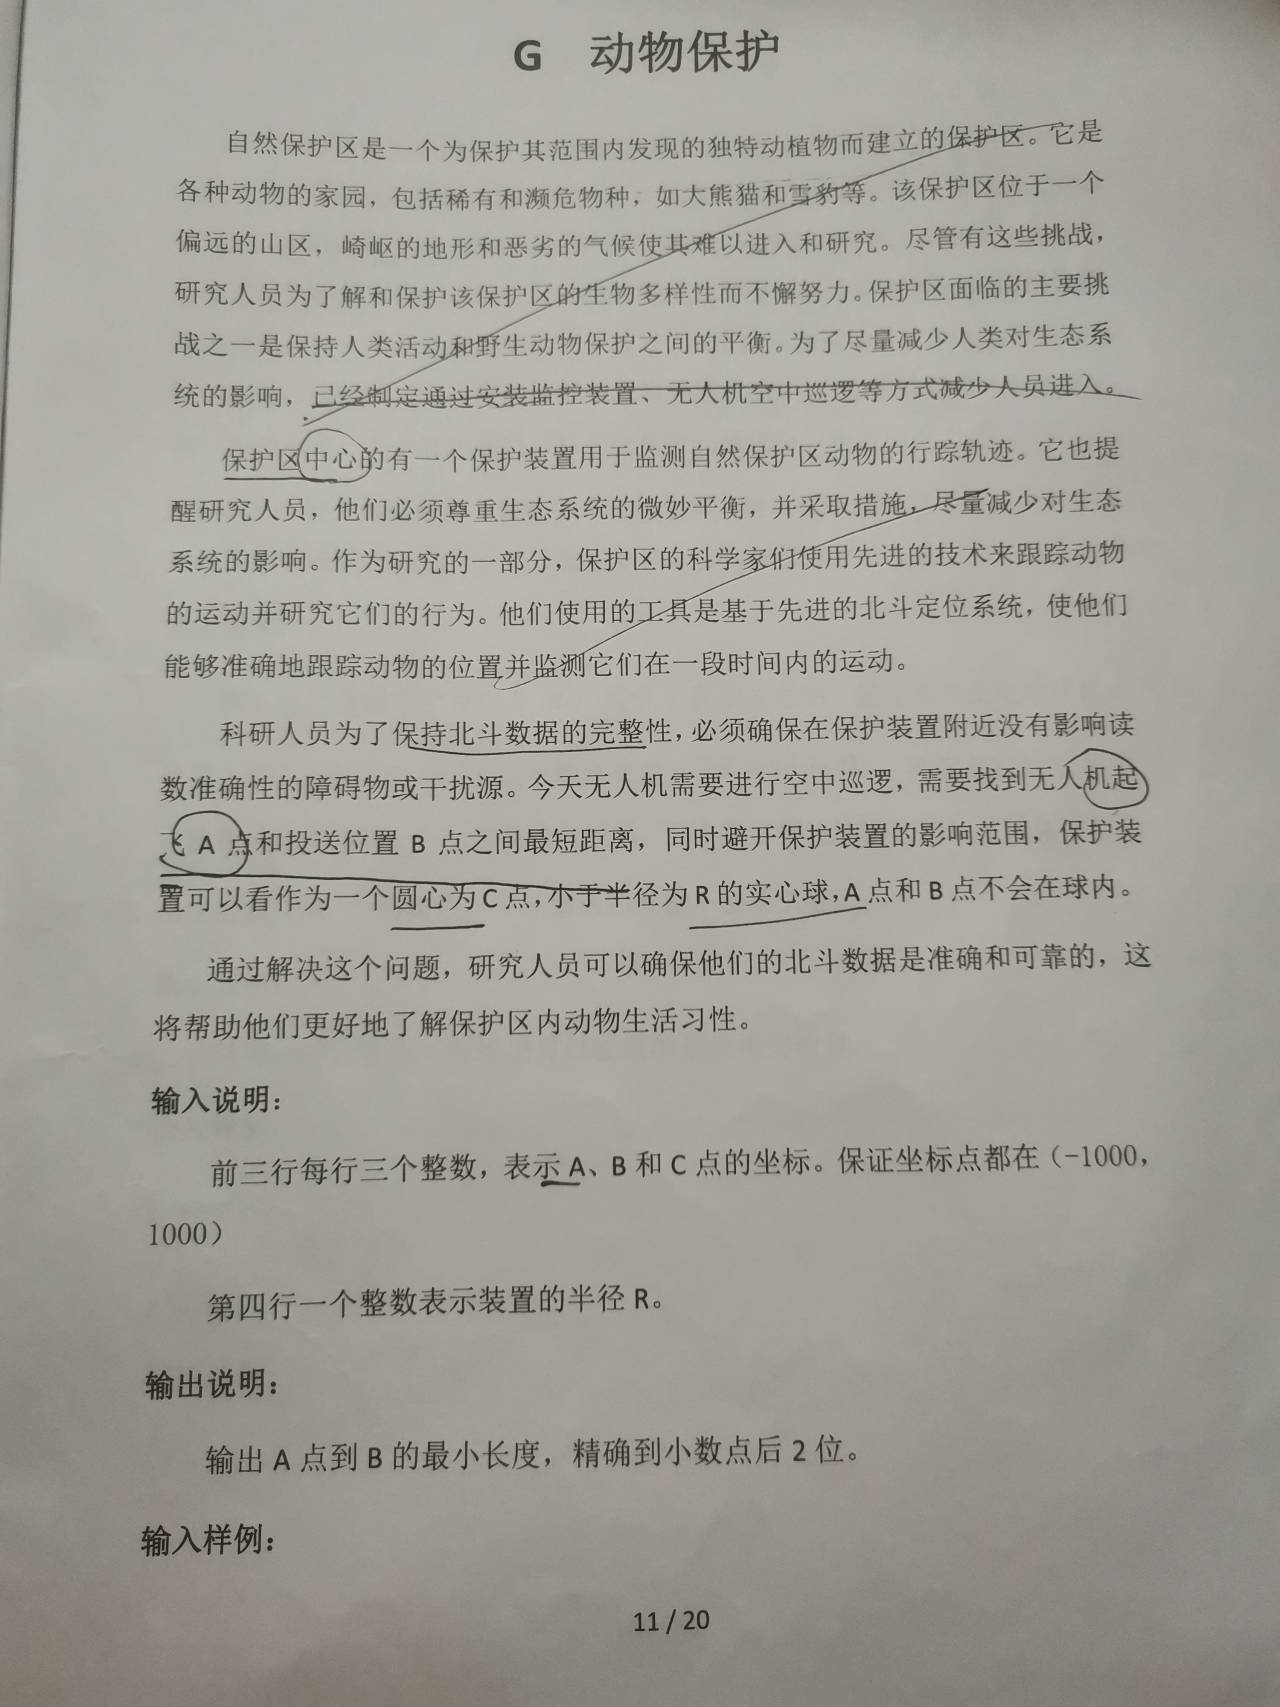 G 动物保护
自然保护区是一个为保护其范围内发现的独特动植物而建立的保护区。它是
各种动物的家园，包括稀有和濒危物种，如大熊猫和雪豹等。该保护区位于一个
偏远的山区，崎岖的地形和恶劣的气候使其难以进入和研究。尽管有这些挑战，
研究人员为了解和保护该保护区的生物多样性而不懈努力。保护区面临的主要挑
战之一是保持人类活动和野生动物保护之间的平衡。为了尽量减少人类对生态系
统的影响，已经制定通过安装监控装置、无人机空中巡逻等方式减少人员进入。
保护区中心的有一个保护装置用于监测自然保护区动物的行踪轨迹。它也提
醒研究人员，他们必须尊重生态系统的微妙平衡，并采取措施，尽量减少对生态
系统的影响。作为研究的一部分，保护区的科学家们使用先进的技术来跟踪动物
的运动并研究它们的行为。他们使用的工具是基于先进的北斗定位系统，使他们
能够准确地跟踪动物的位置并监测它们在一段时间内的运动。
科研人员为了保持北斗数据的完整性，必须确保在保护装置附近没有影响读
数准确性的障碍物或干扰源。今天无人机需要进行空中巡逻，需要找到无人机起
飞 A 点和投送位置 B 点之间最短距离，同时避开保护装置的影响范围，保护装
置可以看作为一个圆心为 C 点，小于半径为 R 的实心球，A 点和 B 点不会在球内。
通过解决这个问题，研究人员可以确保他们的北斗数据是准确和可靠的，这
将帮助他们更好地了解保护区内动物生活习性。
输入说明：
前三行每行三个整数，表示 A、B 和 C 点的坐标。保证坐标点都在（-1000，
1000）
第四行一个整数表示装置的半径 R。
输出说明：
输出 A 点到 B 的最小长度，精确到小数点后 2 位。
输入样例：
11 / 20